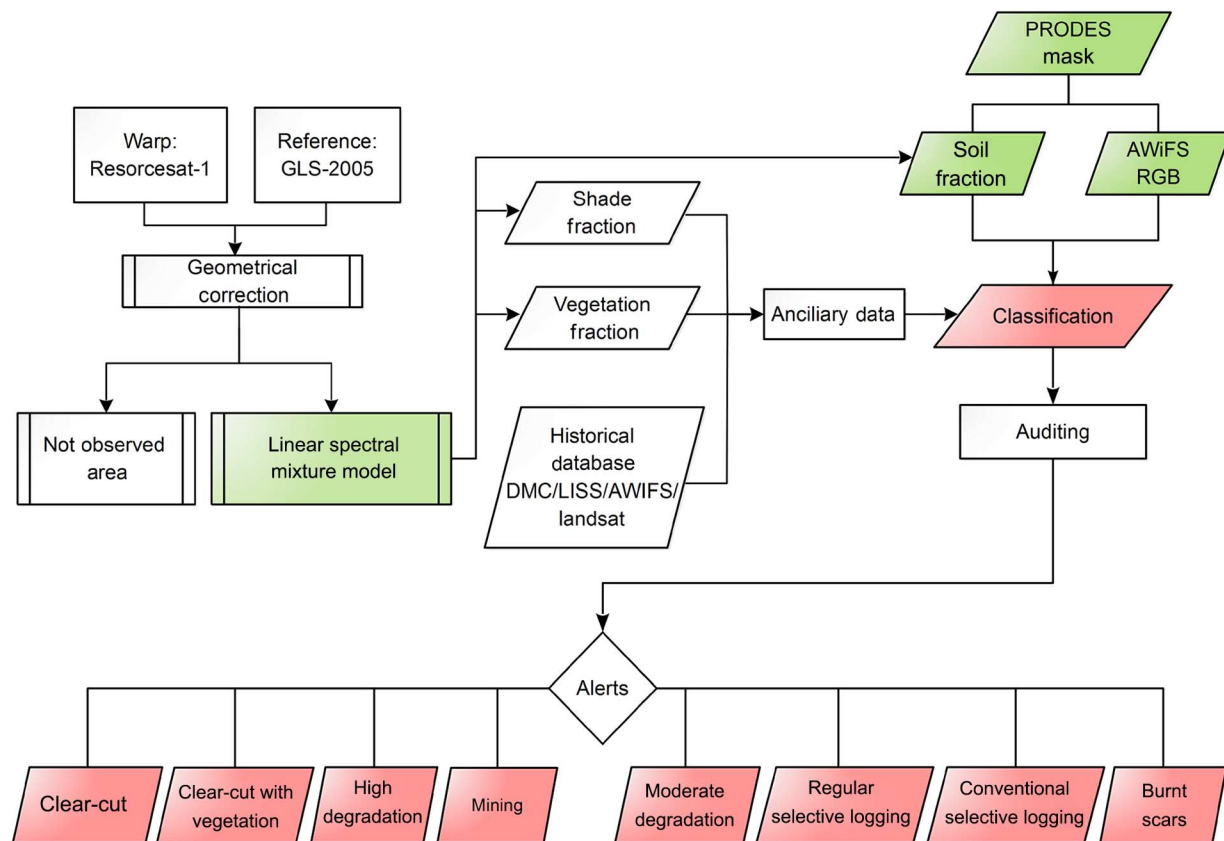 PRODES
mask
Warp:
Resorcesat-1
Reference:
GLS-2005
Soil
fraction
AWiFS
RGB
Shade
fraction
Geometrical
correction
Vegetation
fraction
Anciliary data
Classification
Not observed
area
Linear spectral
mixture model
Historical
database
DMC/LISS/AWIFS/
landsat
Auditing
Alerts
Clear-cut
Clear-cut with
vegetation
High
degradation
Mining
Moderate
degradation
Regular
selective logging
Conventional
selective logging
Burnt
scars